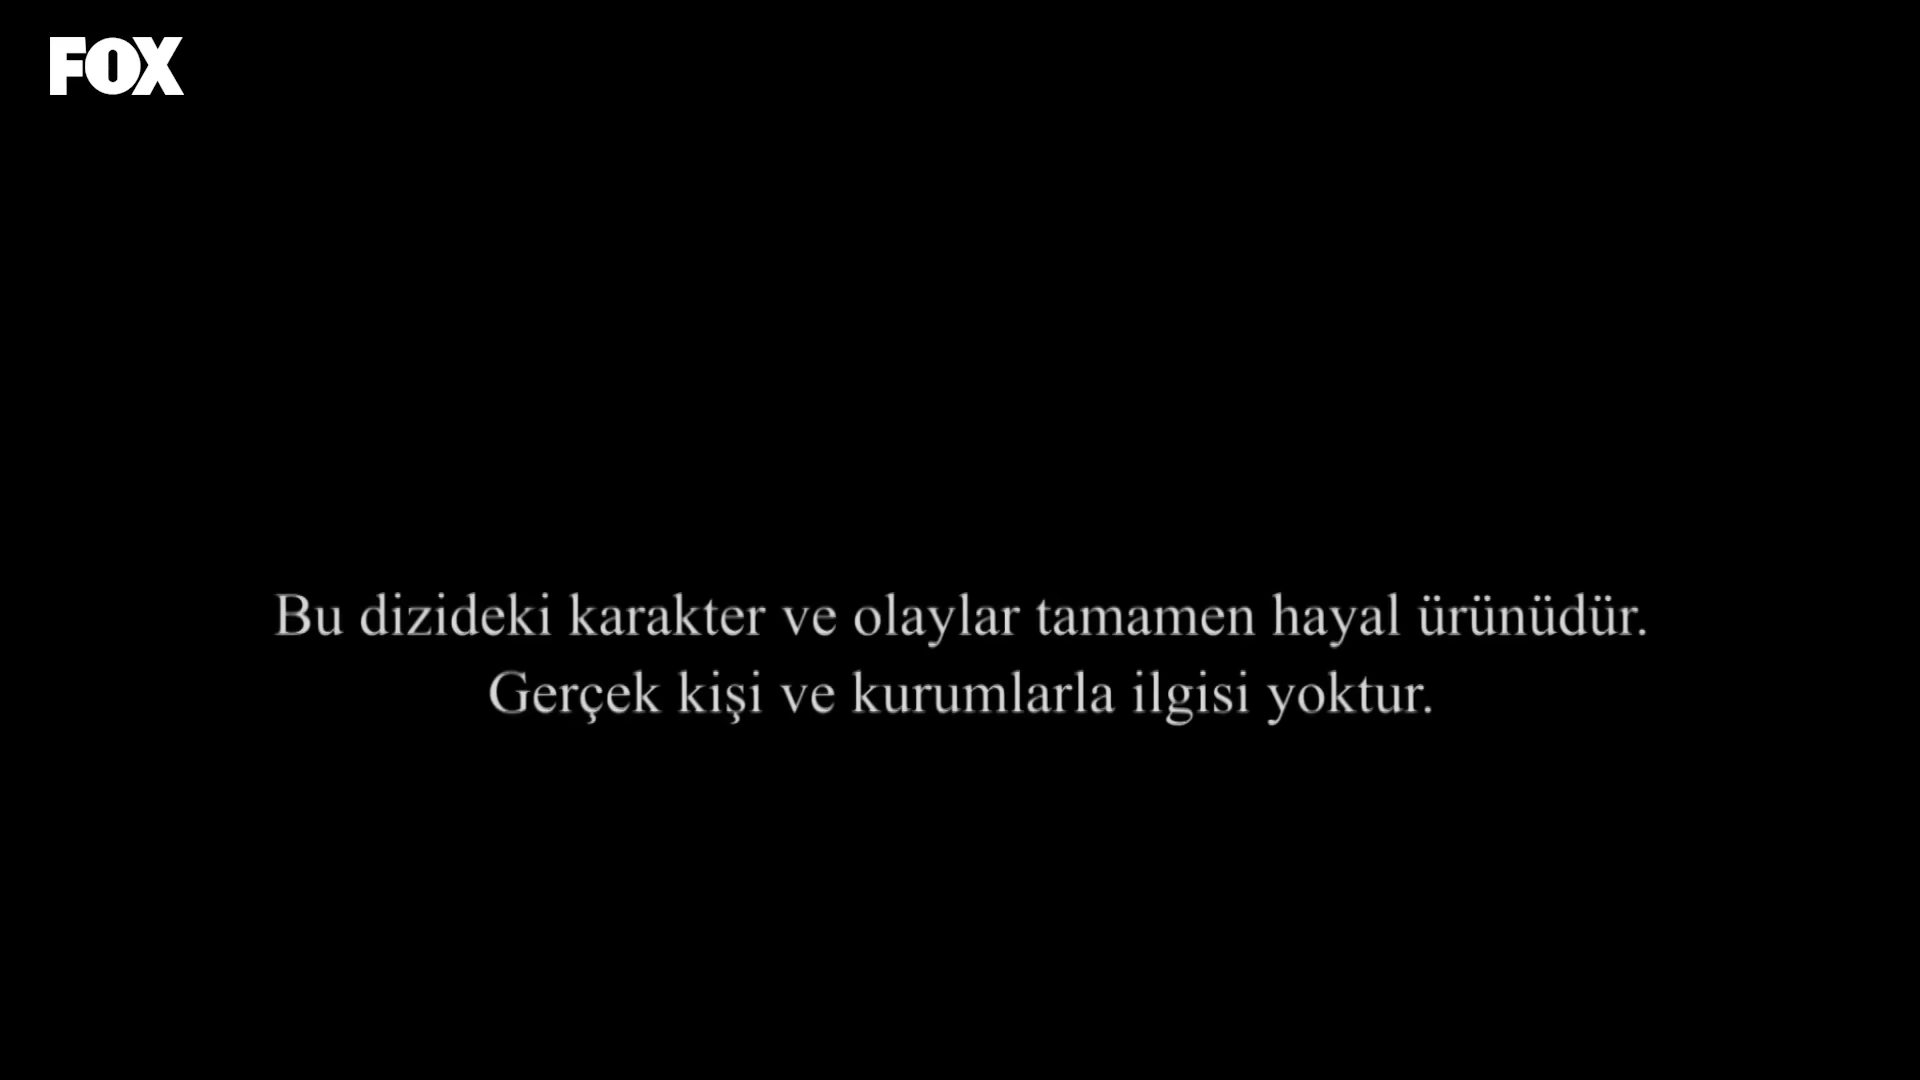 FOX
Bu dizideki karakter ve olaylar tamamen hayal ürünüdür.
Gerçek kişi ve kurumlarla ilgisi yoktur.